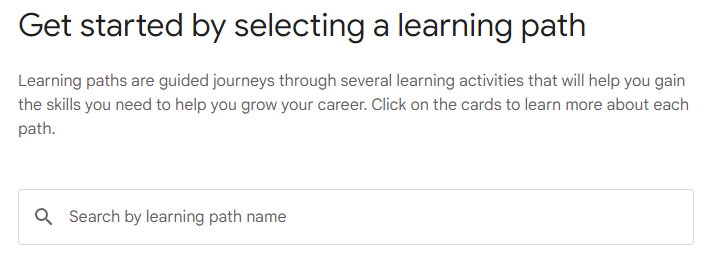 Get started by selecting a learning path
Learning paths are guided journeys through several learning activities that will help you gain
the skills you need to help you grow your career. Click on the cards to learn more about each
path.
Search by learning path name